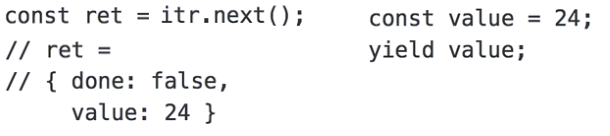 const ret = itr.next();
// ret =
// { done: false,
value: 24 }
const value = 24;
yield value;